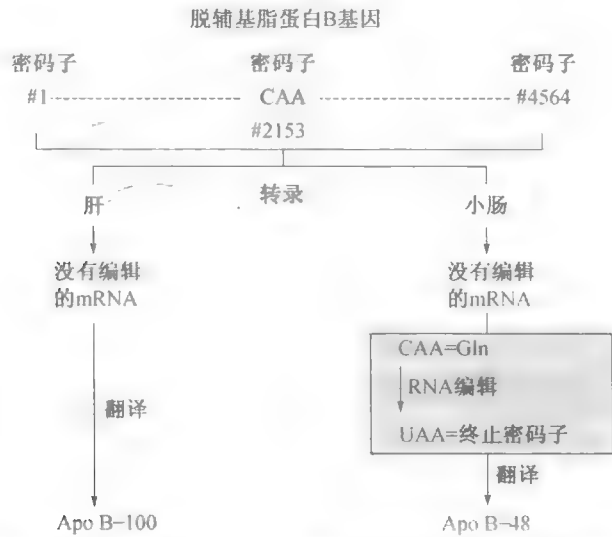 脱辅基脂蛋白B基因
密码子 密码子 密码子
#1 CAA #4564
#2153
转录
肝 小肠
没有编辑 没有编辑
的mRNA 的mRNA
CAA=Gln
RNA编辑
翻译
UAA=终止密码子
翻译
Apo B-100 Apo B-48